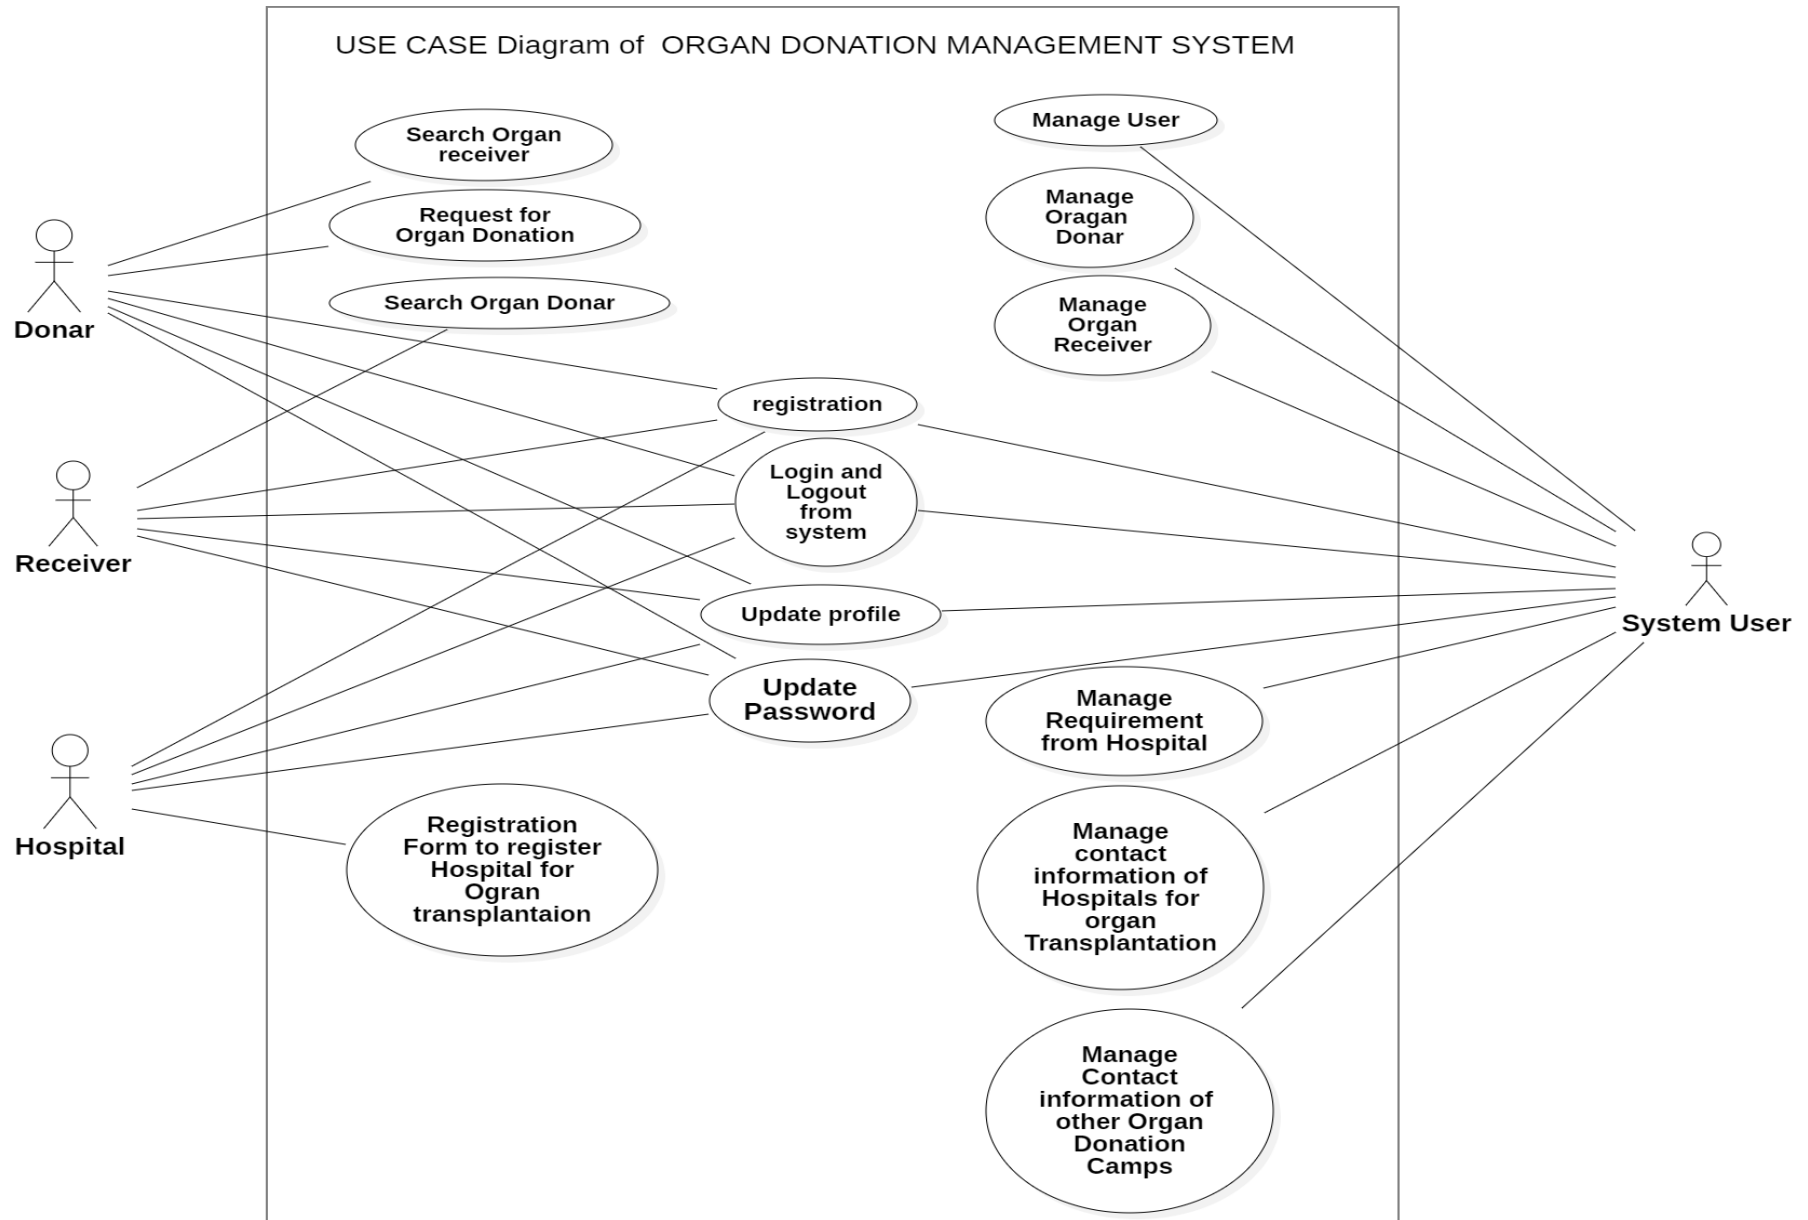 USE CASE Diagram of  ORGAN DONATION MANAGEMENT SYSTEM
Search Organ
receiver
Request for
Organ Donation
Search Organ Donar
Manage User
Manage
Oragan
Donar
Manage
Organ
Receiver
Donar
registration
Login and
Logout
from
system
Receiver
Update profile
System User
Update
Password
Manage
Requirement
from Hospital
Hospital
Registration
Form to register
Hospital for
Ogran
transplantaion
Manage
contact
information of
Hospitals for
organ
Transplantation
Manage
Contact
information of
other Organ
Donation
Camps